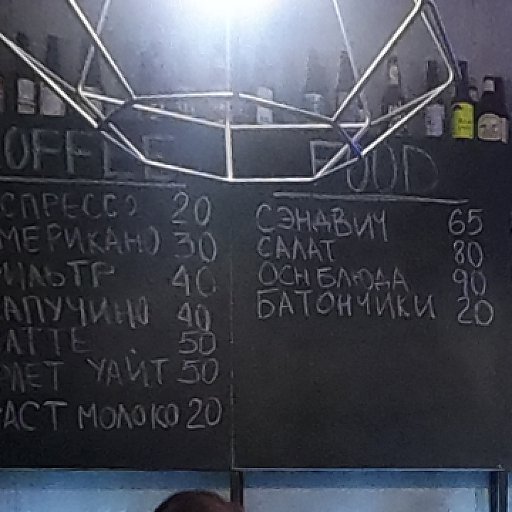 OFFEE
СПРЕССО 20
МЕРИКАНО 30
ИЛЬТР 40
АПУЧИНО 40
АТТЕ 50
ЛЕТ УАЙТ 50
АСТ МОЛОКО 20
FOOD
СЭНДВИЧ 65
САЛАТ 80
ОСН БЛЮДА 90
БАТОНЧИКИ 20